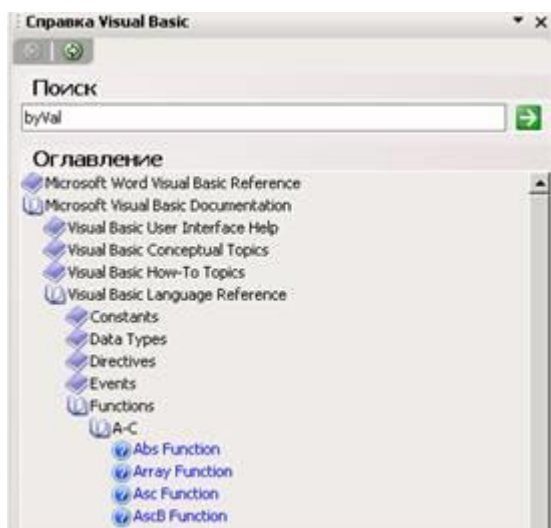 Справка Visual Basic
Поиск
byVal
Оглавление
Microsoft Word Visual Basic Reference
Microsoft Visual Basic Documentation
Visual Basic User Interface Help
Visual Basic Conceptual Topics
Visual Basic How-To Topics
Visual Basic Language Reference
Constants
Data Types
Directives
Events
Functions
A-C
Abs Function
Array Function
Asc Function
AscB Function